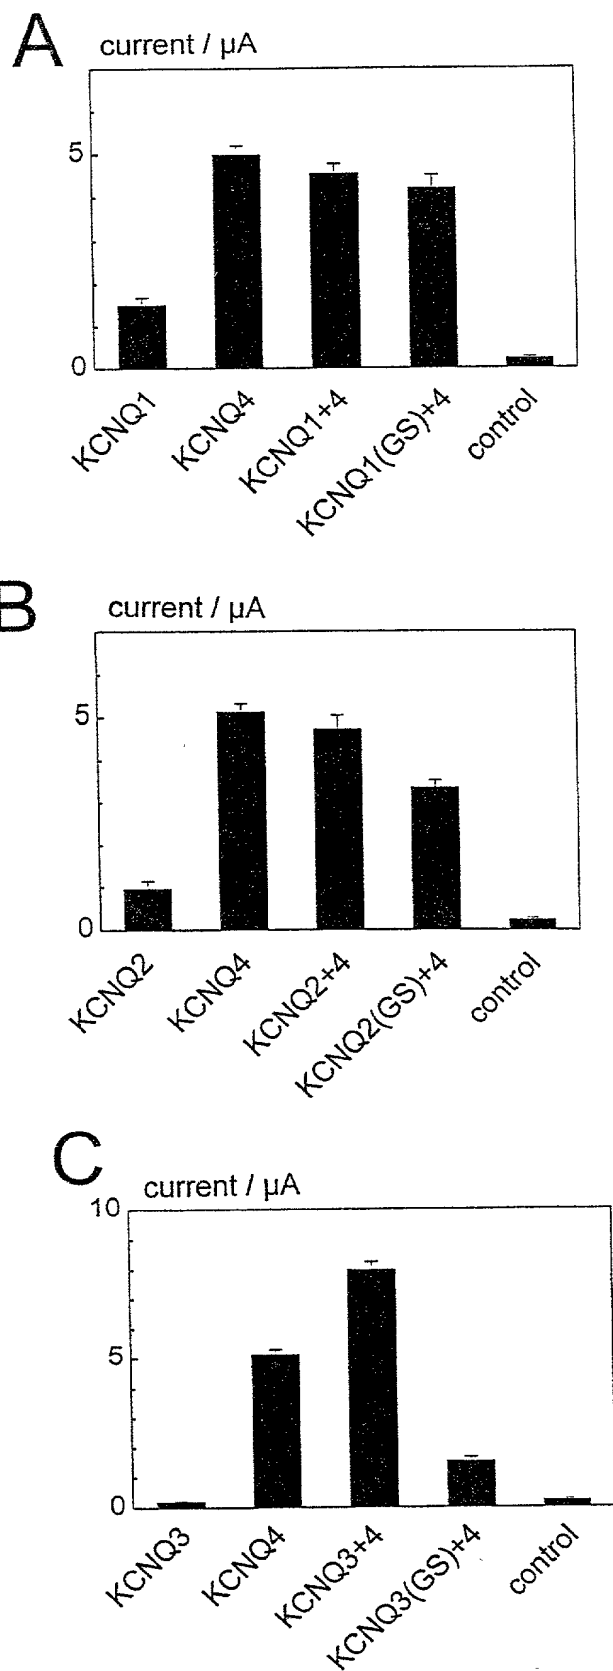 A
current / µA
5
0
KCNQ1
KCNQ4
KCNQ1+4
KCNQ1(GS)+4
control
B
current / µA
5
0
KCNQ2
KCNQ4
KCNQ2+4
KCNQ2(GS)+4
control
C
current / µA
10
5
0
KCNQ3
KCNQ4
KCNQ3+4
KCNQ3(GS)+4
control